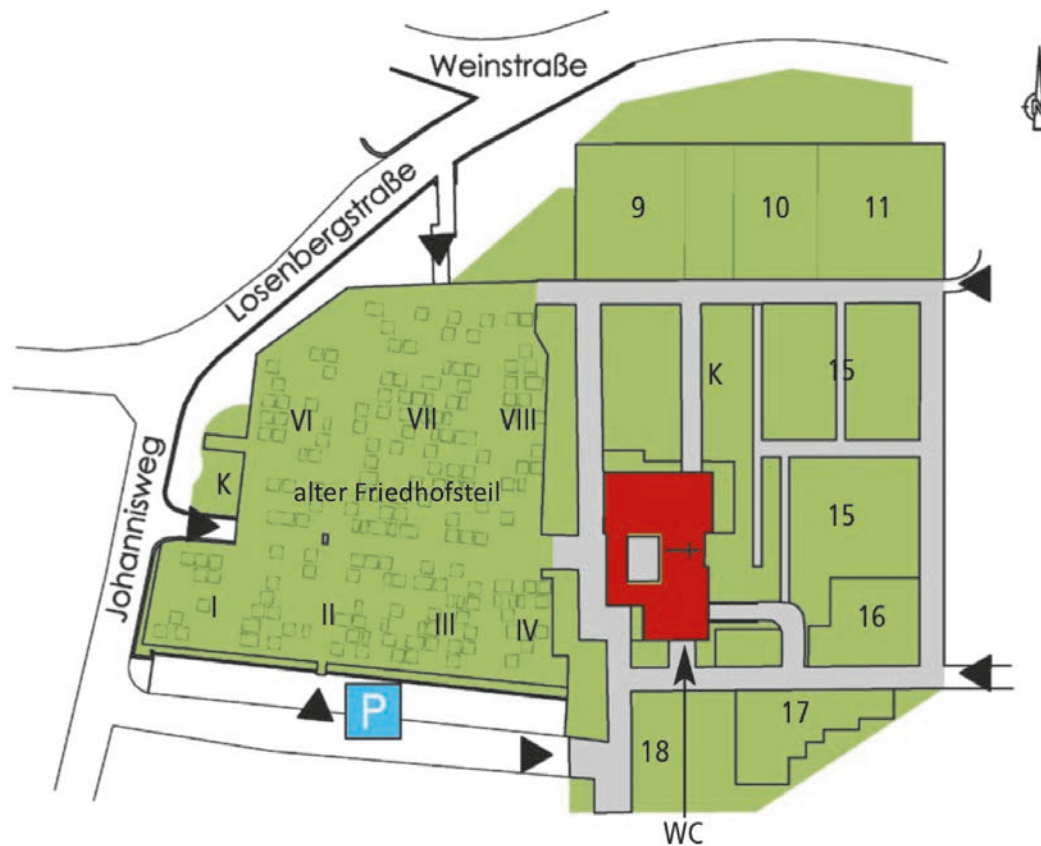 Weinstraße
N
Losenbergstraße
9
10
11
K
15
VI
VII
VIII
K
alter Friedhofsteil
15
Johannisweg
I
II
III
IV
16
P
17
18
WC